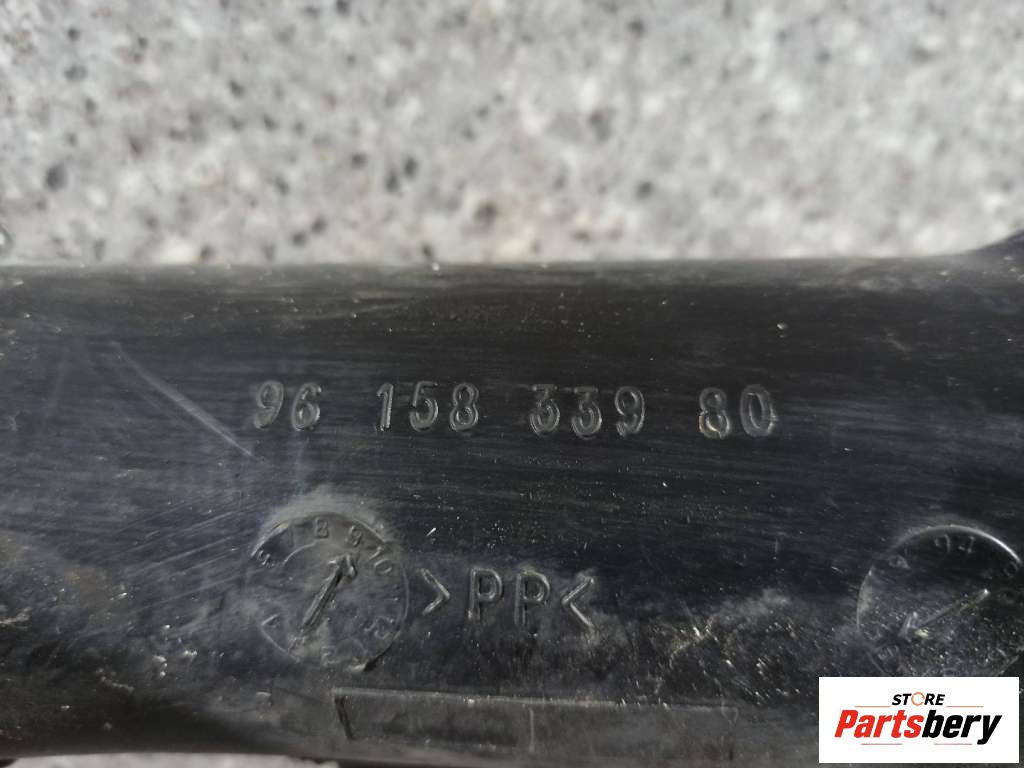 96 158 339 80
>PP<
STORE
Partsbery